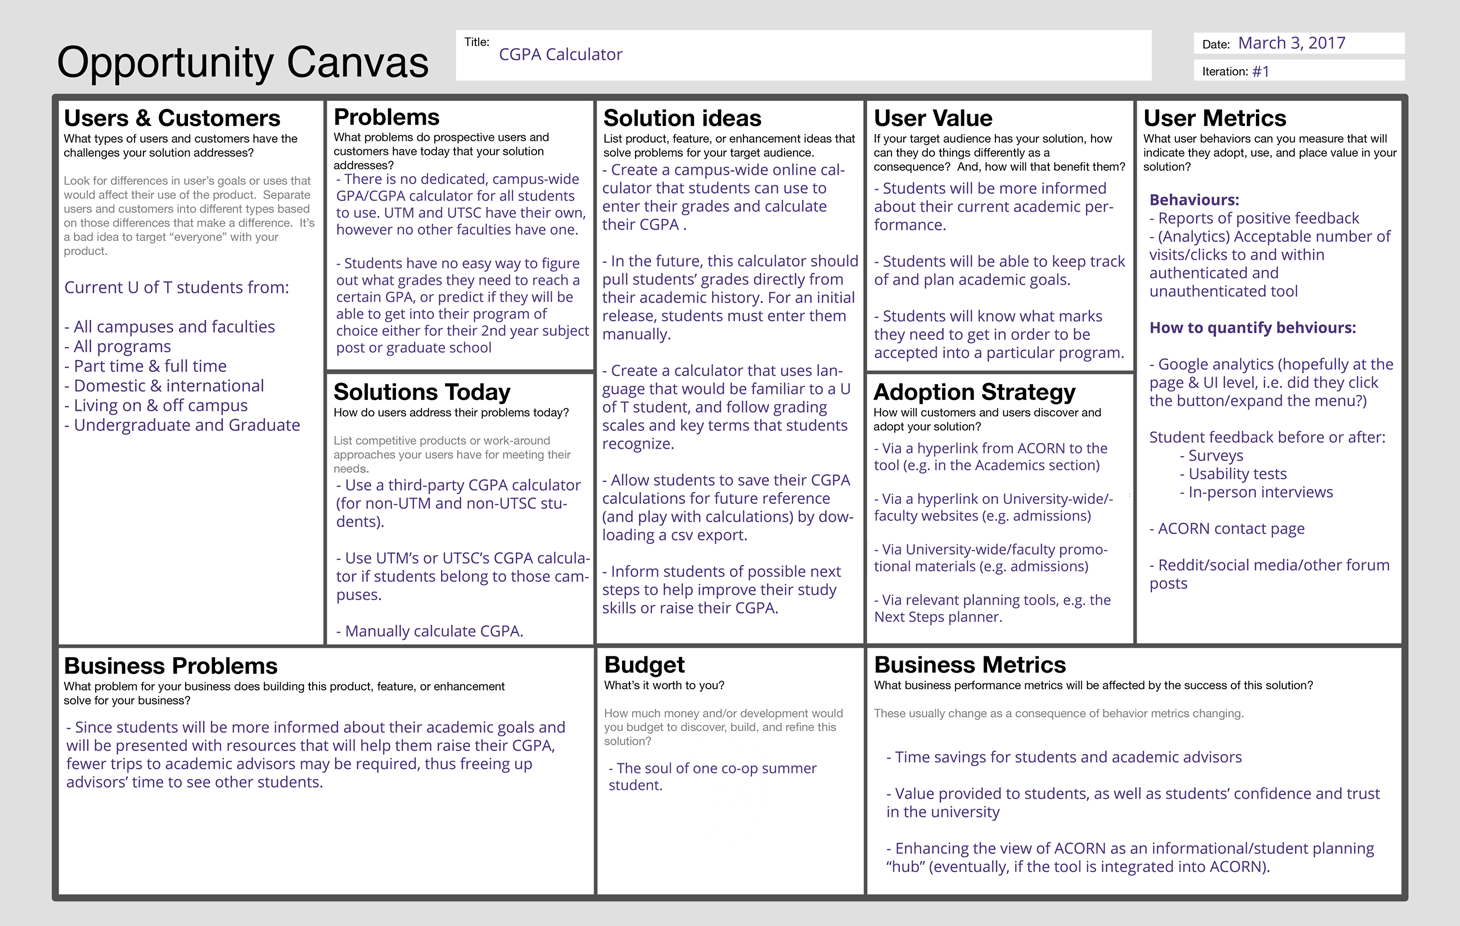 Opportunity Canvas
Title:
CGPA Calculator
Date: March 3, 2017
Iteration: #1
Users & Customers
What types of users and customers have the
challenges your solution addresses?
Look for differences in user's goals or uses that
would affect their use of the product.  Separate
users and customers into different types based
on those differences that make a difference.  It's
a bad idea to target “everyone” with your
product.
Current U of T students from:
- All campuses and faculties
- All programs
- Part time & full time
- Domestic & international
- Living on & off campus
- Undergraduate and Graduate
Problems
What problems do prospective users and
customers have today that your solution
addresses?
- There is no dedicated, campus-wide
GPA/CGPA calculator for all students
to use. UTM and UTSC have their own,
however no other faculties have one.
- Students have no easy way to figure
out what grades they need to reach a
certain GPA, or predict if they will be
able to get into their program of
choice either for their 2nd year subject
post or graduate school
Solutions Today
How do users address their problems today?
List competitive products or work-around
approaches your users have for meeting their
needs.
- Use a third-party CGPA calculator
(for non-UTM and non-UTSC stu-
dents).
- Use UTM's or UTSC's CGPA calcula-
tor if students belong to those cam-
puses.
- Manually calculate CGPA.
Solution ideas
List product, feature, or enhancement ideas that
solve problems for your target audience.
- Create a campus-wide online cal-
culator that students can use to
enter their grades and calculate
their CGPA .
- In the future, this calculator should
pull students' grades directly from
their academic history. For an initial
release, students must enter them
manually.
- Create a calculator that uses lan-
guage that would be familiar to a U
of T student, and follow grading
scales and key terms that students
recognize.
- Allow students to save their CGPA
calculations for future reference
(and play with calculations) by dow-
loading a csv export.
- Inform students of possible next
steps to help improve their study
skills or raise their CGPA.
User Value
If your target audience has your solution, how
can they do things differently as a
consequence?  And, how will that benefit them?
- Students will be more informed
about their current academic per-
formance.
- Students will be able to keep track
of and plan academic goals.
- Students will know what marks
they need to get in order to be
accepted into a particular program.
Adoption Strategy
How will customers and users discover and
adopt your solution?
- Via a hyperlink from ACORN to the
tool (e.g. in the Academics section)
- Via a hyperlink on University-wide/-
faculty websites (e.g. admissions)
- Via University-wide/faculty promo-
tional materials (e.g. admissions)
- Via relevant planning tools, e.g. the
Next Steps planner.
User Metrics
What user behaviors can you measure that will
indicate they adopt, use, and place value in your
solution?
Behaviours:
- Reports of positive feedback
- (Analytics) Acceptable number of
visits/clicks to and within
authenticated and
unauthenticated tool
How to quantify behviours:
- Google analytics (hopefully at the
page & UI level, i.e. did they click
the button/expand the menu?)
Student feedback before or after:
- Surveys
- Usability tests
- In-person interviews
- ACORN contact page
- Reddit/social media/other forum
posts
Business Problems
What problem for your business does building this product, feature, or enhancement
solve for your business?
- Since students will be more informed about their academic goals and
will be presented with resources that will help them raise their CGPA,
fewer trips to academic advisors may be required, thus freeing up
advisors' time to see other students.
Budget
What's it worth to you?
How much money and/or development would
you budget to discover, build, and refine this
solution?
- The soul of one co-op summer
student.
Business Metrics
What business performance metrics will be affected by the success of this solution?
These usually change as a consequence of behavior metrics changing.
- Time savings for students and academic advisors
- Value provided to students, as well as students' confidence and trust
in the university
- Enhancing the view of ACORN as an informational/student planning
“hub” (eventually, if the tool is integrated into ACORN).